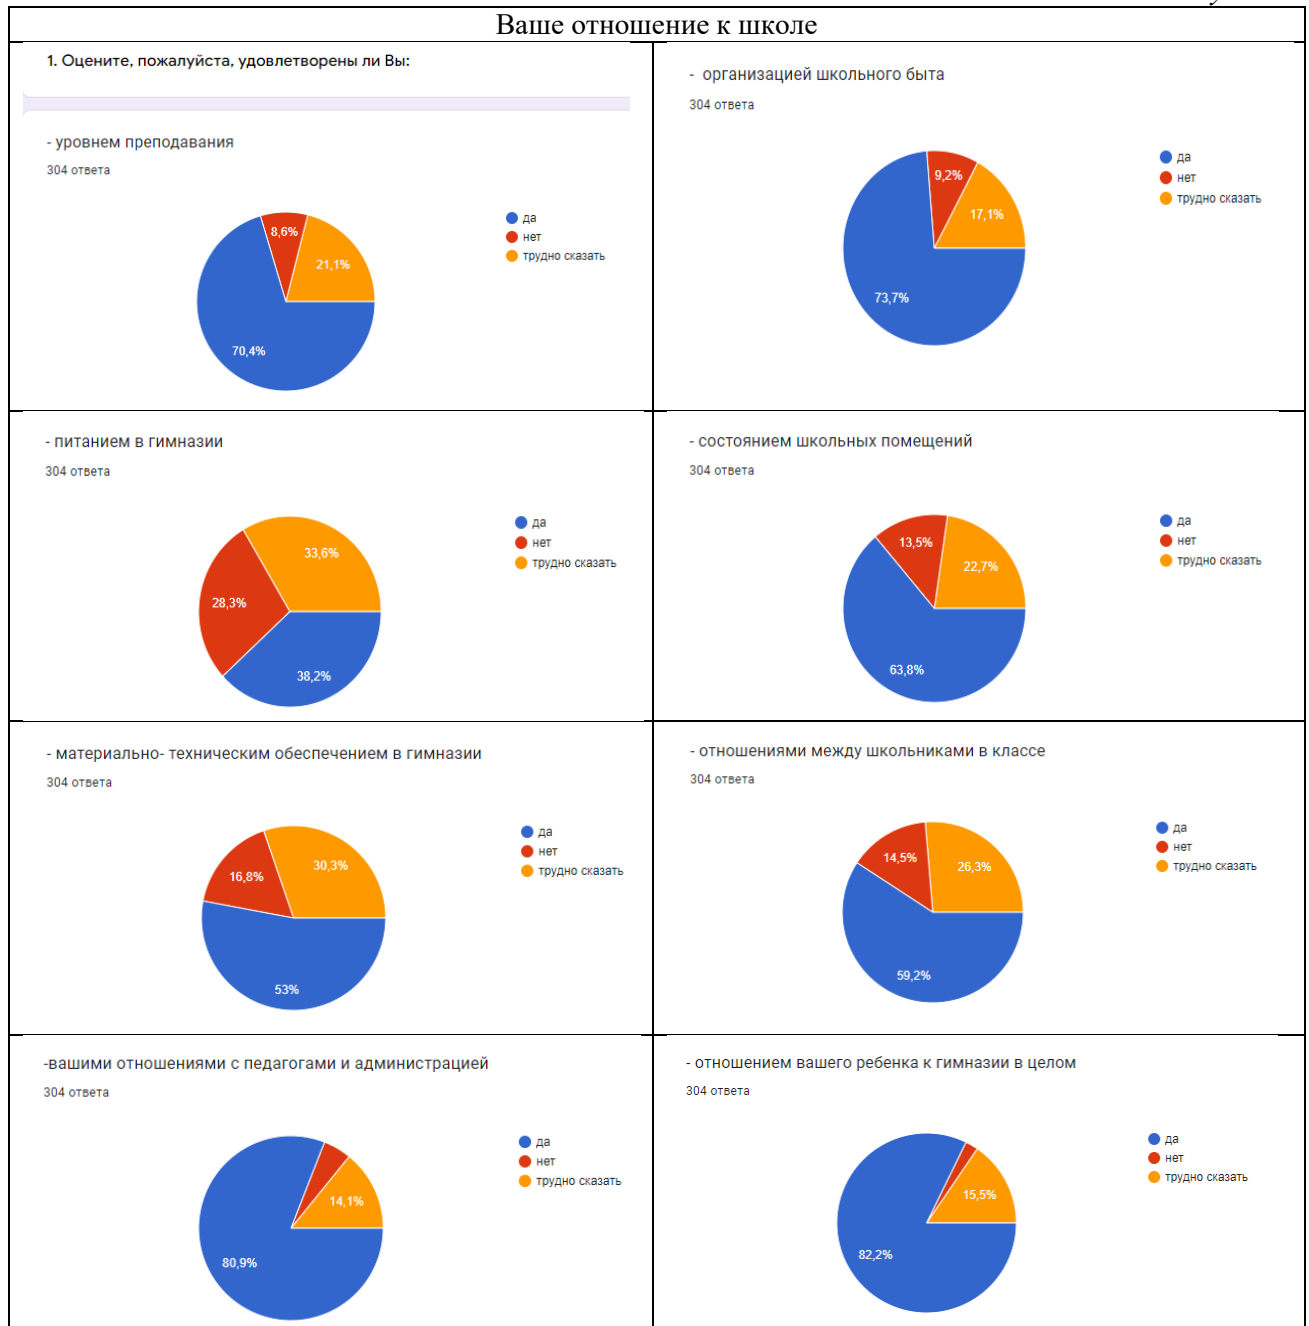 Ваше отношение к школе
1. Оцените, пожалуйста, удовлетворены ли Вы:
- уровнем преподавания
304 ответа
да
нет
трудно сказать
8,6%
21,1%
70,4%
- организацией школьного быта
304 ответа
да
нет
трудно сказать
9,2%
17,1%
73,7%
- питанием в гимназии
304 ответа
да
нет
трудно сказать
33,6%
28,3%
38,2%
- состоянием школьных помещений
304 ответа
да
нет
трудно сказать
13,5%
22,7%
63,8%
- материально- техническим обеспечением в гимназии
304 ответа
да
нет
трудно сказать
30,3%
16,8%
53%
- отношениями между школьниками в классе
304 ответа
да
нет
трудно сказать
14,5%
26,3%
59,2%
-вашими отношениями с педагогами и администрацией
304 ответа
да
нет
трудно сказать
14,1%
80,9%
- отношением вашего ребенка к гимназии в целом
304 ответа
да
нет
трудно сказать
15,5%
82,2%